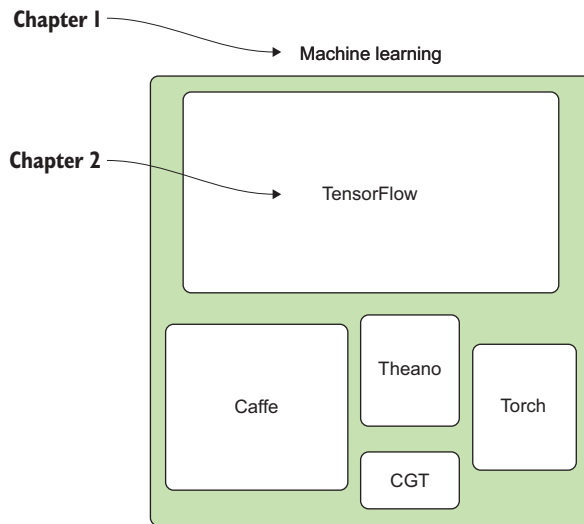 Chapter 1
Machine learning
Chapter 2
TensorFlow
Caffe
Theano
Torch
CGT